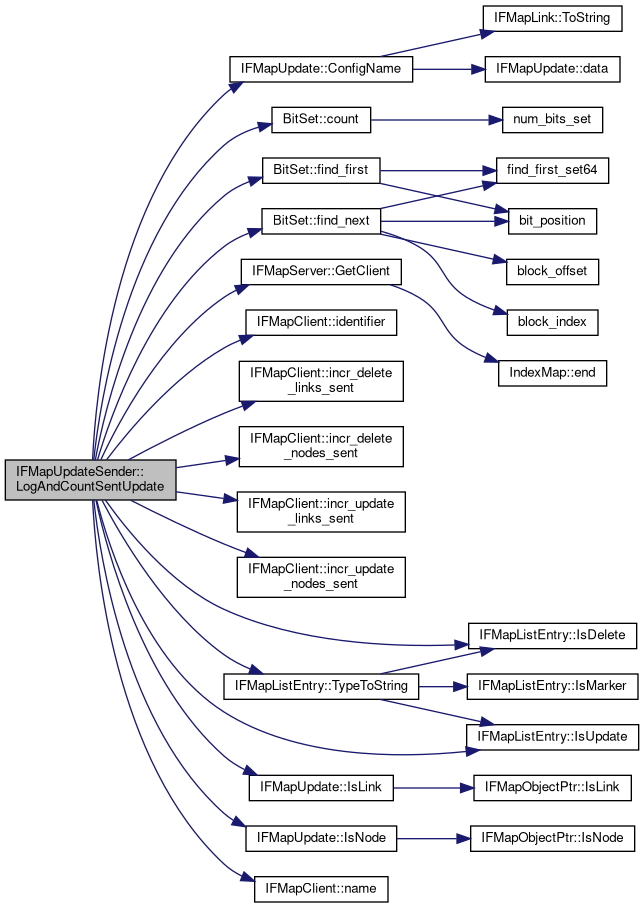 IFMapLink::ToString
IFMapUpdate::ConfigName
IFMapUpdate::data
BitSet::count
num_bits_set
BitSet::find_first
find_first_set64
BitSet::find_next
bit_position
IFMapServer::GetClient
block_offset
IFMapClient::identifier
block_index
IFMapClient::incr_delete
_links_sent
IndexMap::end
IFMapClient::incr_delete
_nodes_sent
IFMapUpdateSender::
LogAndCountSentUpdate
IFMapClient::incr_update
_links_sent
IFMapClient::incr_update
_nodes_sent
IFMapListEntry::IsDelete
IFMapListEntry::TypeToString
IFMapListEntry::IsMarker
IFMapListEntry::IsUpdate
IFMapUpdate::IsLink
IFMapObjectPtr::IsLink
IFMapUpdate::IsNode
IFMapObjectPtr::IsNode
IFMapClient::name